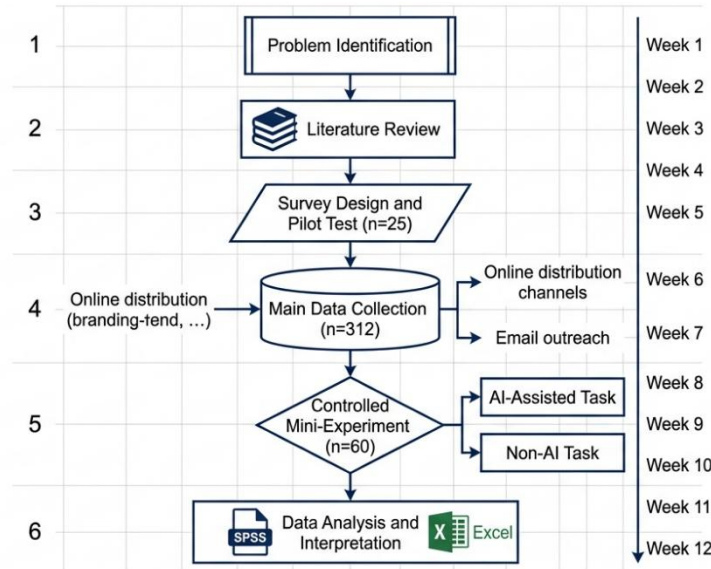 1
Problem Identification
Week 1
Week 2
2
Literature Review
Week 3
Week 4
3
Survey Design and
Pilot Test (n=25)
Week 5
4
Online distribution
(branding-tend, ...)
Main Data Collection
(n=312)
Online distribution
channels
Email outreach
Week 6
Week 7
5
Controlled
Mini-Experiment
(n=60)
AI-Assisted Task
Non-AI Task
Week 8
Week 9
Week 10
6
SPSS
Data Analysis and
Interpretation
X
Excel
Week 11
Week 12